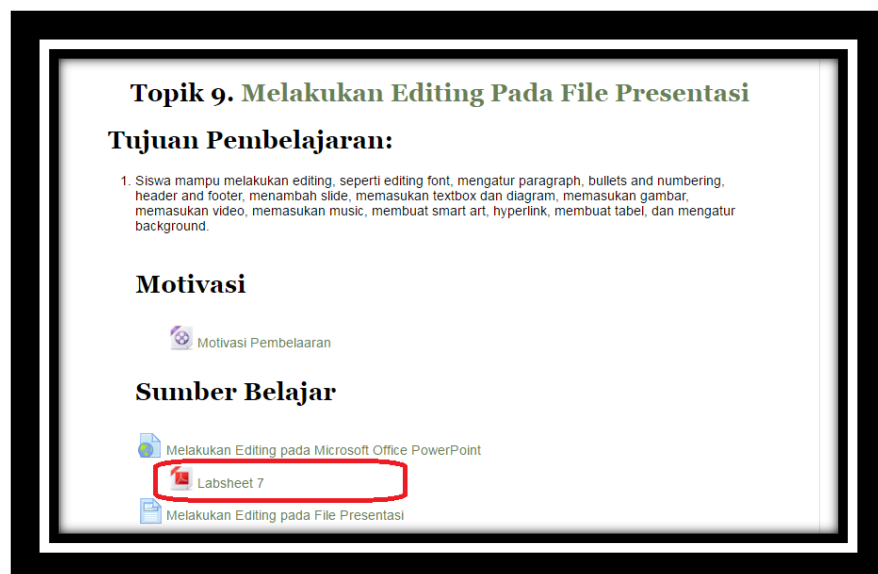 Topik 9. Melakukan Editing Pada File Presentasi
Tujuan Pembelajaran:
1. Siswa mampu melakukan editing, seperti editing font, mengatur paragraph, bullets and numbering,
header and footer, menambah slide, memasukan textbox dan diagram, memasukan gambar,
memasukan video, memasukan music, membuat smart art, hyperlink, membuat tabel, dan mengatur
background.
Motivasi
Motivasi Pembelaaran
Sumber Belajar
Melakukan Editing pada Microsoft Office PowerPoint
Labsheet 7
Melakukan Editing pada File Presentasi